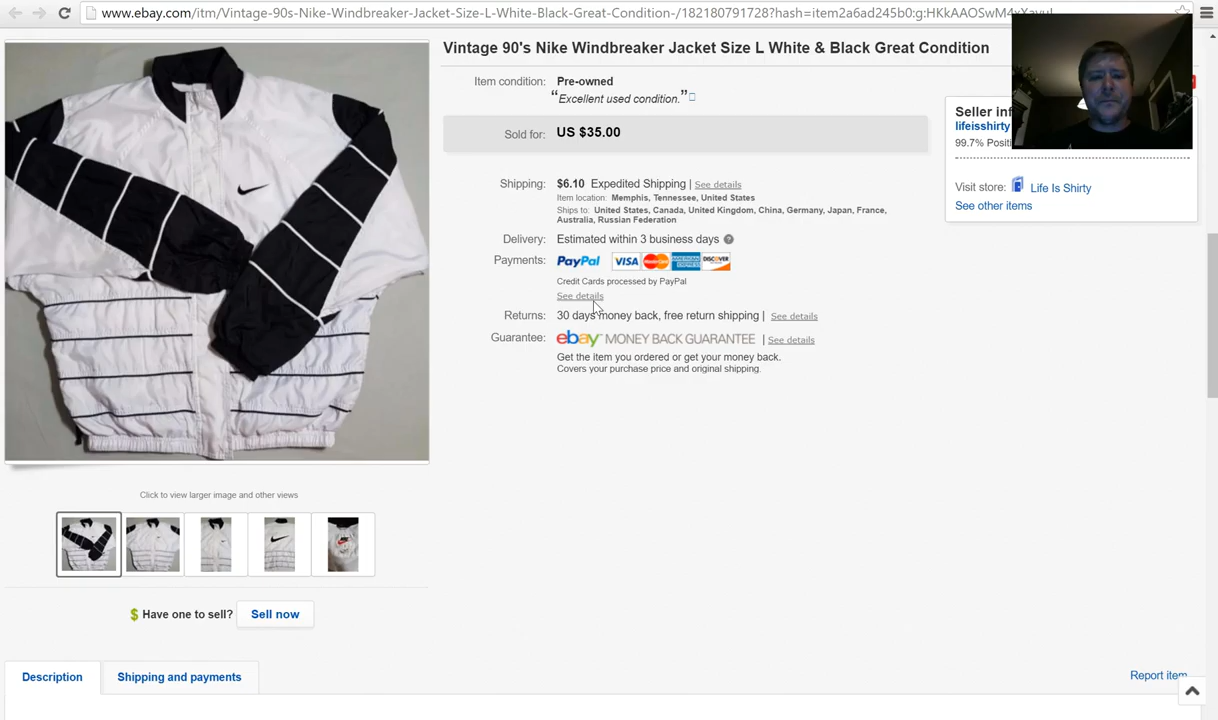 www.ebay.com/itm/Vintage-90s-Nike-Windbreaker-Jacket-Size-L-White-Black-Great-Condition-/182180791728?hash=item2a6ad245b0:g:HKkAAOSwM4xXavuI
Vintage 90's Nike Windbreaker Jacket Size L White & Black Great Condition
Item condition: Pre-owned
“Excellent used condition.”
Sold for: US $35.00
Shipping: $6.10 Expedited Shipping | See details
Item location: Memphis, Tennessee, United States
Ships to: United States, Canada, United Kingdom, China, Germany, Japan, France,
Australia, Russian Federation
Delivery: Estimated within 3 business days ?
Payments: PayPal VISA MasterCard AMERICAN EXPRESS DISCOVER
Credit Cards processed by PayPal
See details
Returns: 30 days money back, free return shipping | See details
Guarantee: ebay MONEY BACK GUARANTEE | See details
Get the item you ordered or get your money back.
Covers your purchase price and original shipping.
Seller inf
lifeisshirty
99.7% Positi
Visit store: Life Is Shirty
See other items
Click to view larger image and other views
$ Have one to sell? Sell now
Description
Shipping and payments
Report item